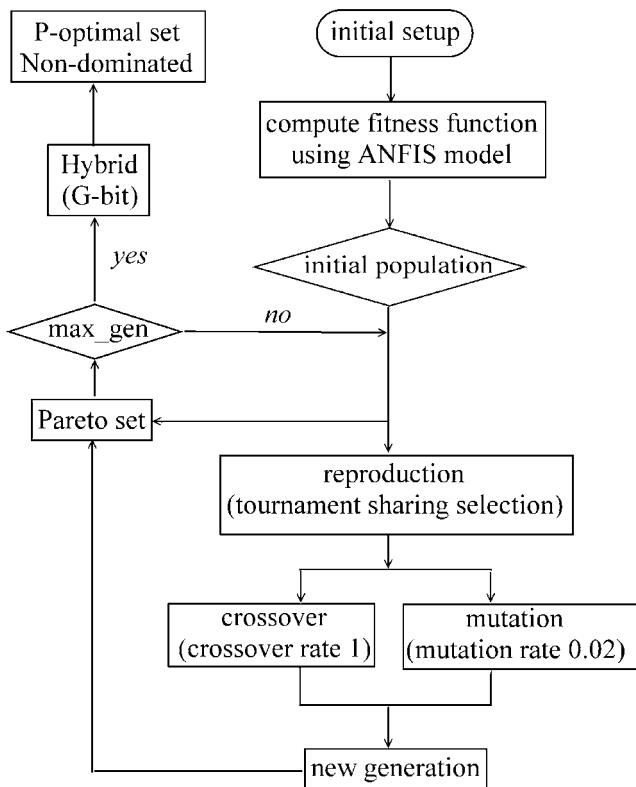 P-optimal set
Non-dominated
initial setup
compute fitness function
using ANFIS model
Hybrid
(G-bit)
yes
initial population
max_gen
no
Pareto set
reproduction
(tournament sharing selection)
crossover
(crossover rate 1)
mutation
(mutation rate 0.02)
new generation